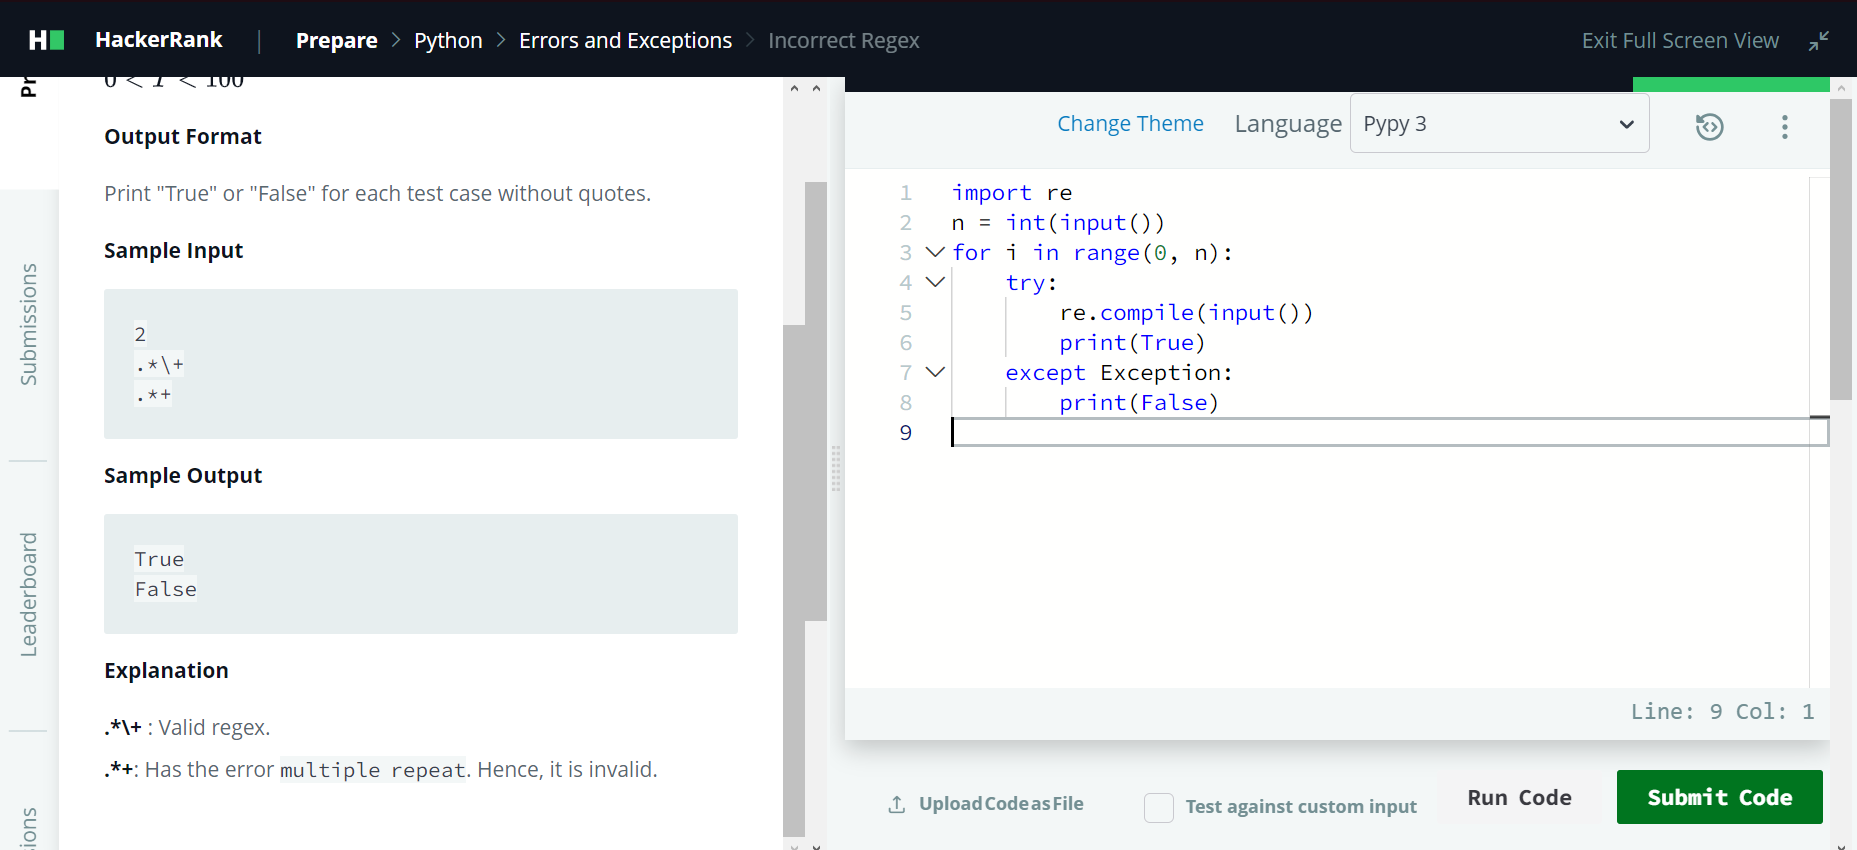 HackerRank | Prepare > Python > Errors and Exceptions > Incorrect Regex
Exit Full Screen View
Pr
Submissions
Leaderboard
0 < T < 100
Output Format
Print "True" or "False" for each test case without quotes.
Sample Input
2
.*\+
.*+
Sample Output
True
False
Explanation
.*\+ : Valid regex.
.*+: Has the error multiple repeat. Hence, it is invalid.
Change Theme Language Pypy 3
1 import re
2 n = int(input())
3 for i in range(0, n):
4     try:
5         re.compile(input())
6         print(True)
7     except Exception:
8         print(False)
9
Line: 9 Col: 1
Upload Code as File
Test against custom input
Run Code
Submit Code